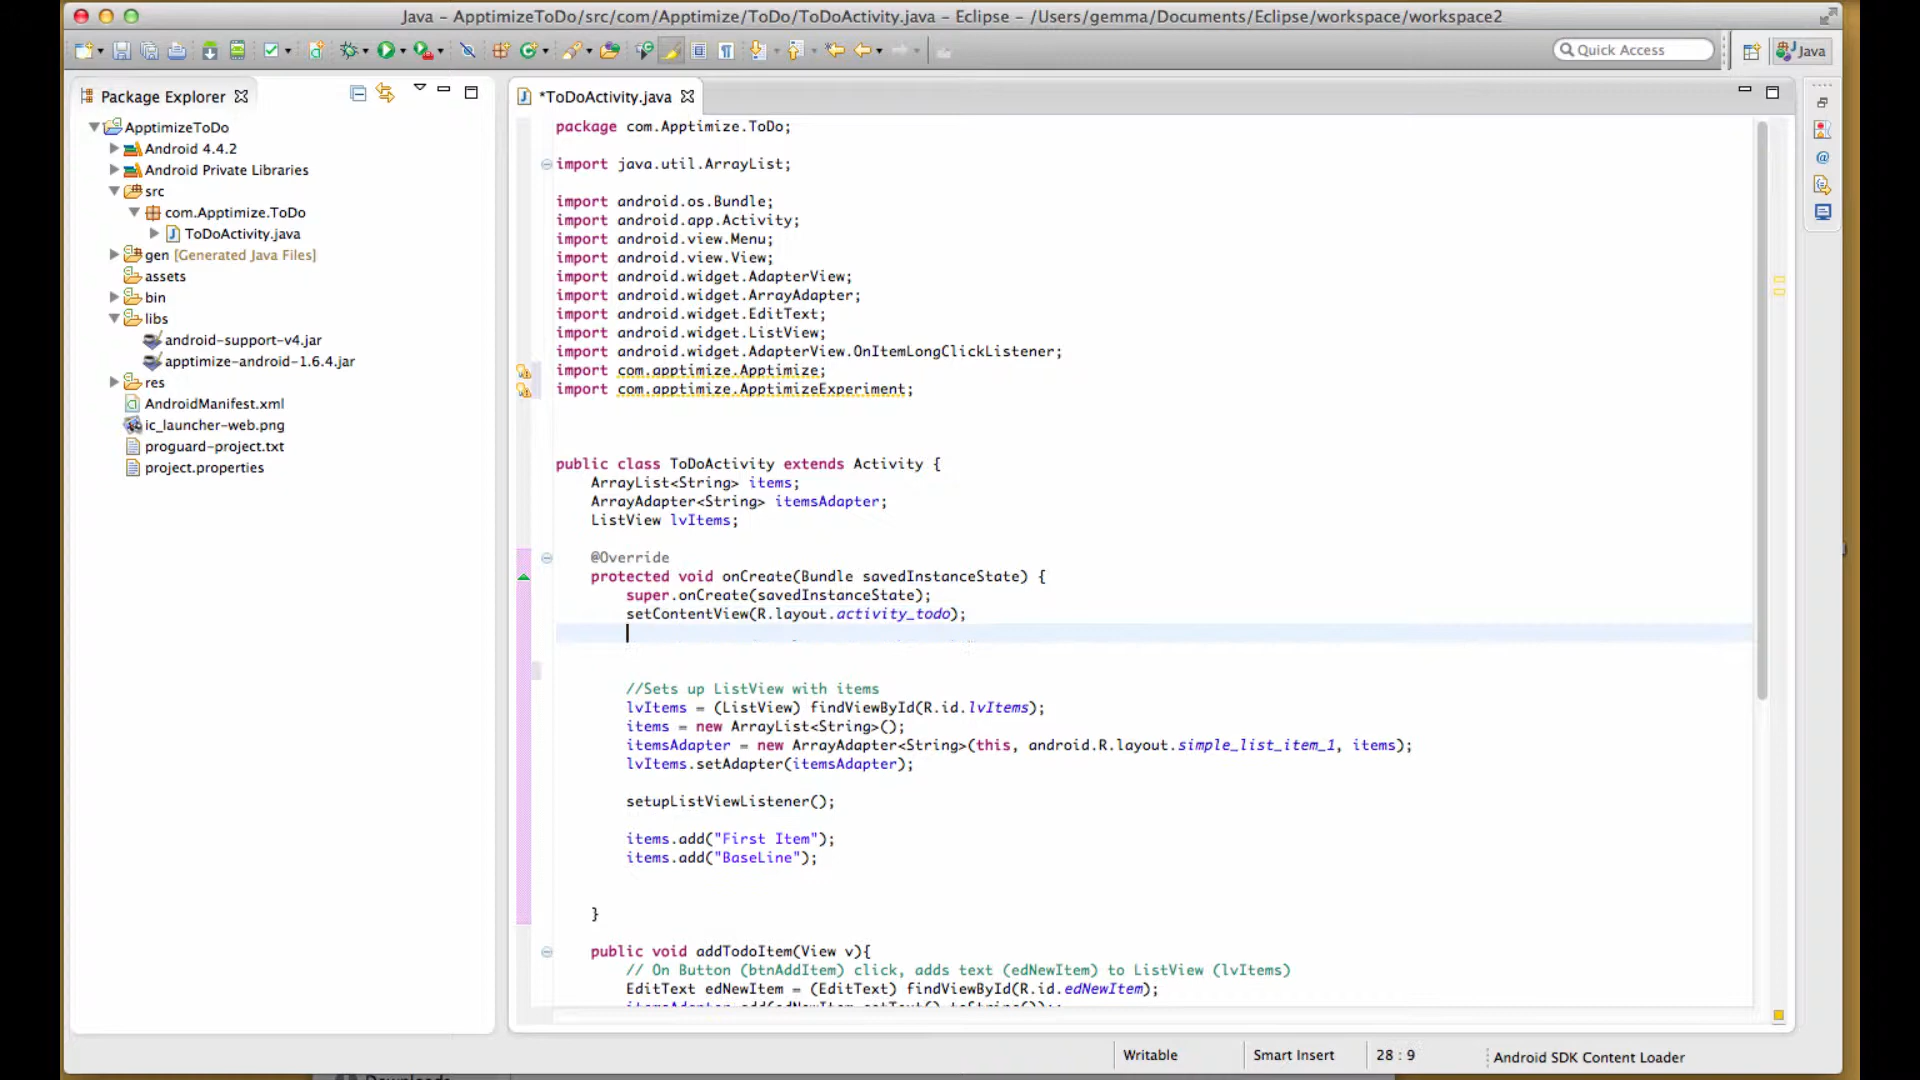 Java - ApptimizeToDo/src/com/Apptimize/ToDo/ToDoActivity.java - Eclipse - /Users/gemma/Documents/Eclipse/workspace/workspace2
Quick Access
Java
Package Explorer
ApptimizeToDo
Android 4.4.2
Android Private Libraries
src
com.Apptimize.ToDo
ToDoActivity.java
gen [Generated Java Files]
assets
bin
libs
android-support-v4.jar
apptimize-android-1.6.4.jar
res
AndroidManifest.xml
ic_launcher-web.png
proguard-project.txt
project.properties
*ToDoActivity.java
package com.Apptimize.ToDo;
import java.util.ArrayList;
import android.os.Bundle;
import android.app.Activity;
import android.view.Menu;
import android.view.View;
import android.widget.AdapterView;
import android.widget.ArrayAdapter;
import android.widget.EditText;
import android.widget.ListView;
import android.widget.AdapterView.OnItemLongClickListener;
import com.apptimize.Apptimize;
import com.apptimize.ApptimizeExperiment;
public class ToDoActivity extends Activity {
ArrayList<String> items;
ArrayAdapter<String> itemsAdapter;
ListView lvItems;
@Override
protected void onCreate(Bundle savedInstanceState) {
super.onCreate(savedInstanceState);
setContentView(R.layout.activity_todo);
//Sets up ListView with items
lvItems = (ListView) findViewById(R.id.lvItems);
items = new ArrayList<String>();
itemsAdapter = new ArrayAdapter<String>(this, android.R.layout.simple_list_item_1, items);
lvItems.setAdapter(itemsAdapter);
setupListViewListener();
items.add("First Item");
items.add("BaseLine");
}
public void addTodoItem(View v){
// On Button (btnAddItem) click, adds text (edNewItem) to ListView (lvItems)
EditText edNewItem = (EditText) findViewById(R.id.edNewItem);
Writable
Smart Insert
28 : 9
Android SDK Content Loader